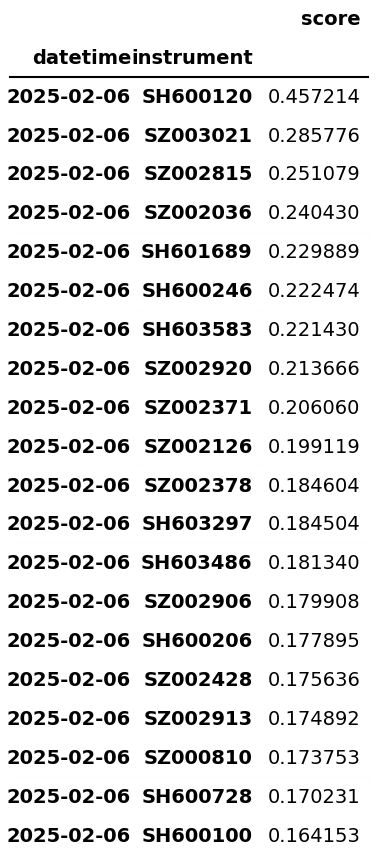 score
datetime instrument
2025-02-06 SH600120 0.457214
2025-02-06 SZ003021 0.285776
2025-02-06 SZ002815 0.251079
2025-02-06 SZ002036 0.240430
2025-02-06 SH601689 0.229889
2025-02-06 SH600246 0.222474
2025-02-06 SH603583 0.221430
2025-02-06 SZ002920 0.213666
2025-02-06 SZ002371 0.206060
2025-02-06 SZ002126 0.199119
2025-02-06 SZ002378 0.184604
2025-02-06 SH603297 0.184504
2025-02-06 SH603486 0.181340
2025-02-06 SZ002906 0.179908
2025-02-06 SH600206 0.177895
2025-02-06 SZ002428 0.175636
2025-02-06 SZ002913 0.174892
2025-02-06 SZ000810 0.173753
2025-02-06 SH600728 0.170231
2025-02-06 SH600100 0.164153